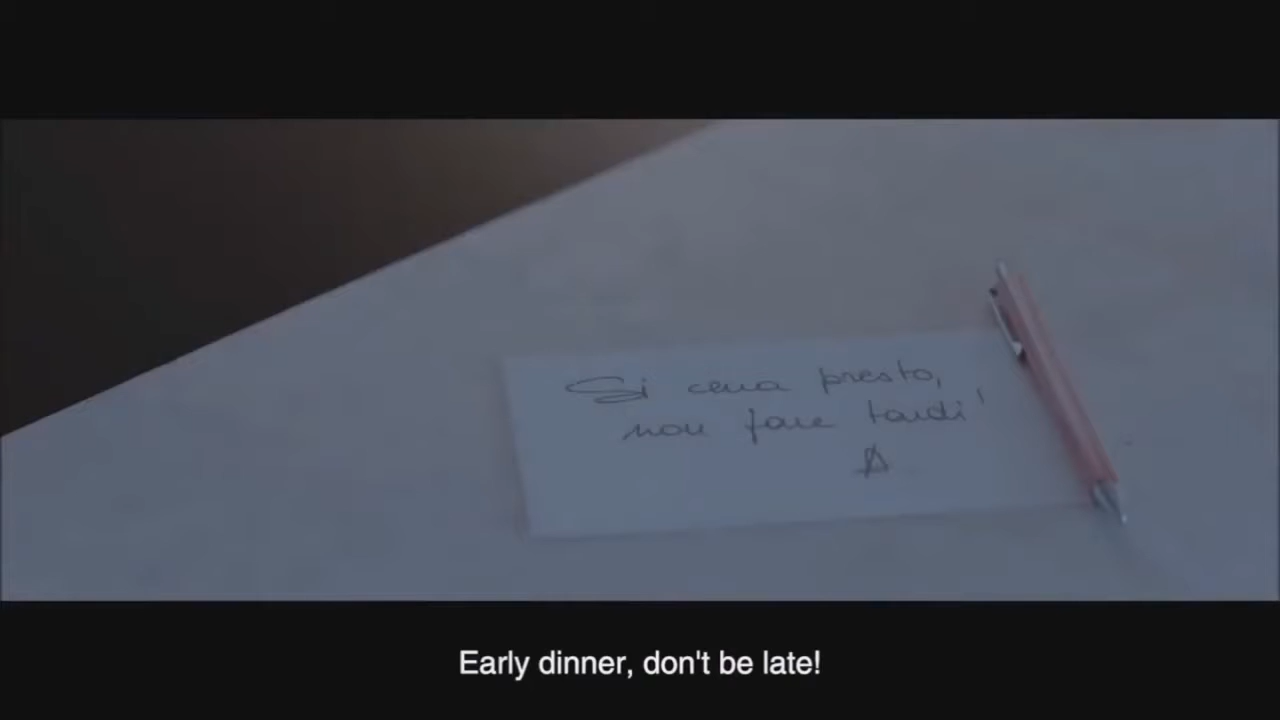 Si cena presto,
non fare tardi!
A
Early dinner, don't be late!